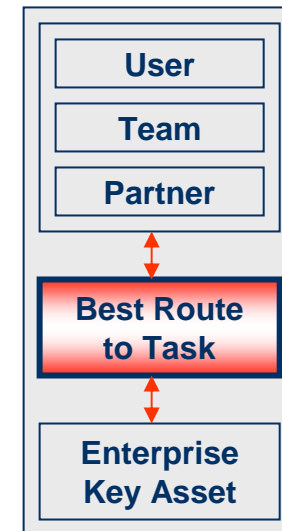 User
Team
Partner
Best Route
to Task
Enterprise
Key Asset